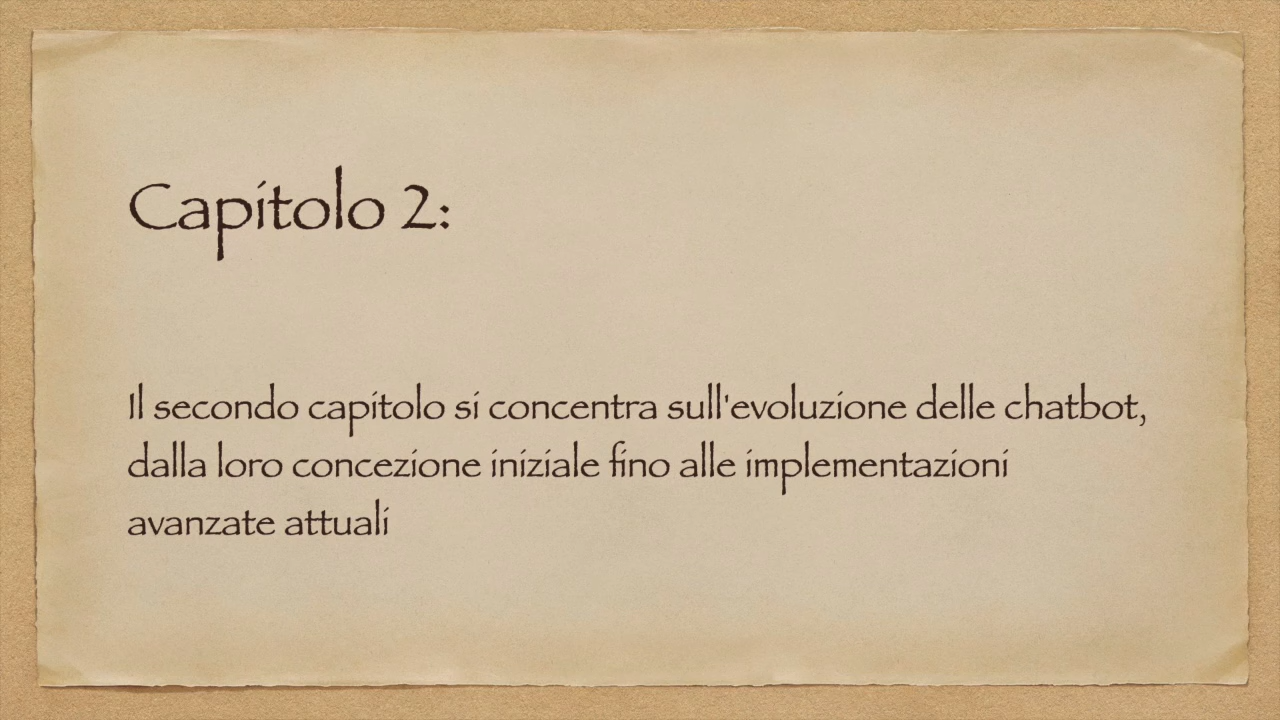 Capitolo 2:
Il secondo capitolo si concentra sull'evoluzione delle chatbot,
dalla loro concezione iniziale fino alle implementazioni
avanzate attuali